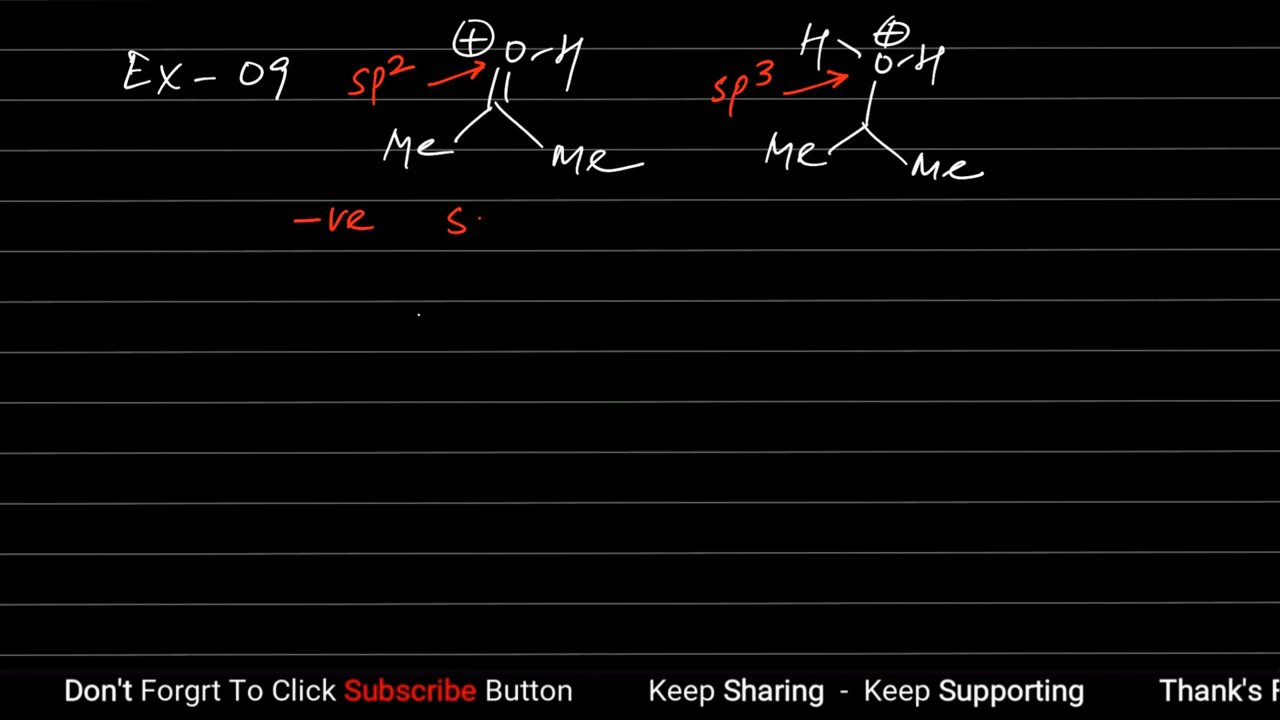 ⊕ O-H
H ⊕ O-H
Ex - 09 sp² → sp³ →
Me Me Me Me
-ve s
Don't Forgrt To Click Subscribe Button Keep Sharing - Keep Supporting Thank's F